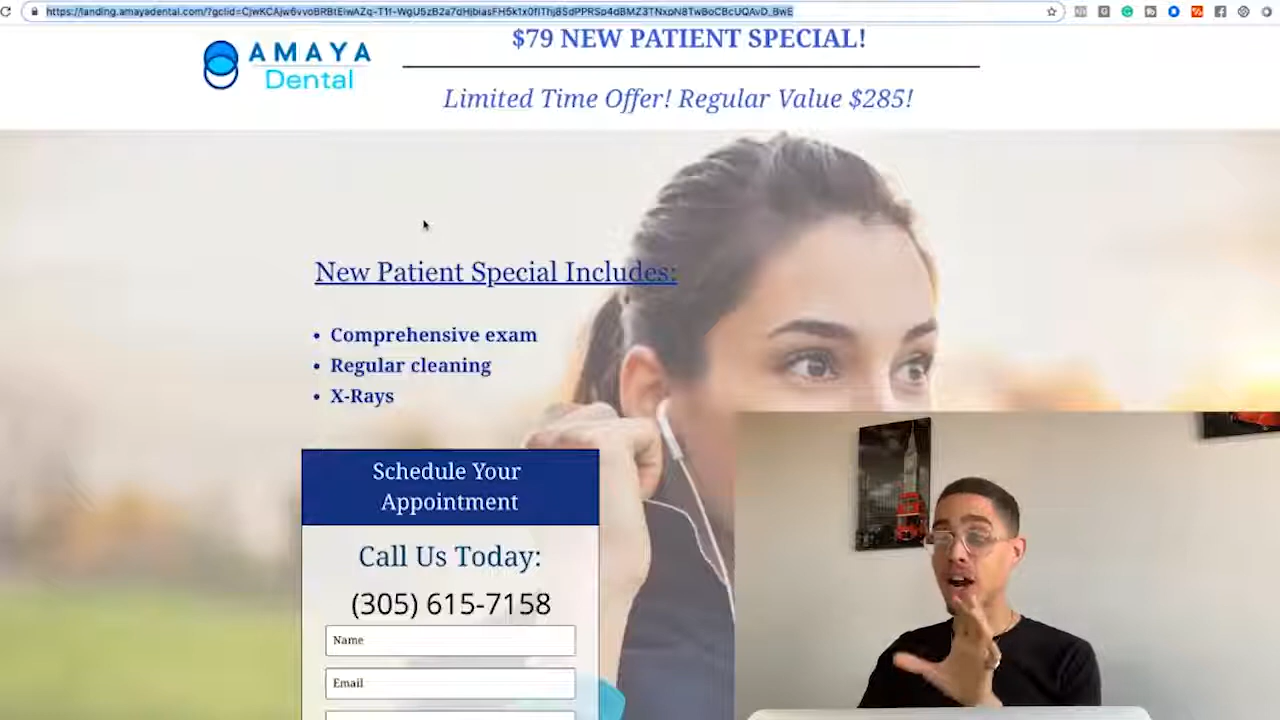 AMAYA
Dental
$79 NEW PATIENT SPECIAL!
Limited Time Offer! Regular Value $285!
New Patient Special Includes:
• Comprehensive exam
• Regular cleaning
• X-Rays
Schedule Your
Appointment
Call Us Today:
(305) 615-7158
Name
Email